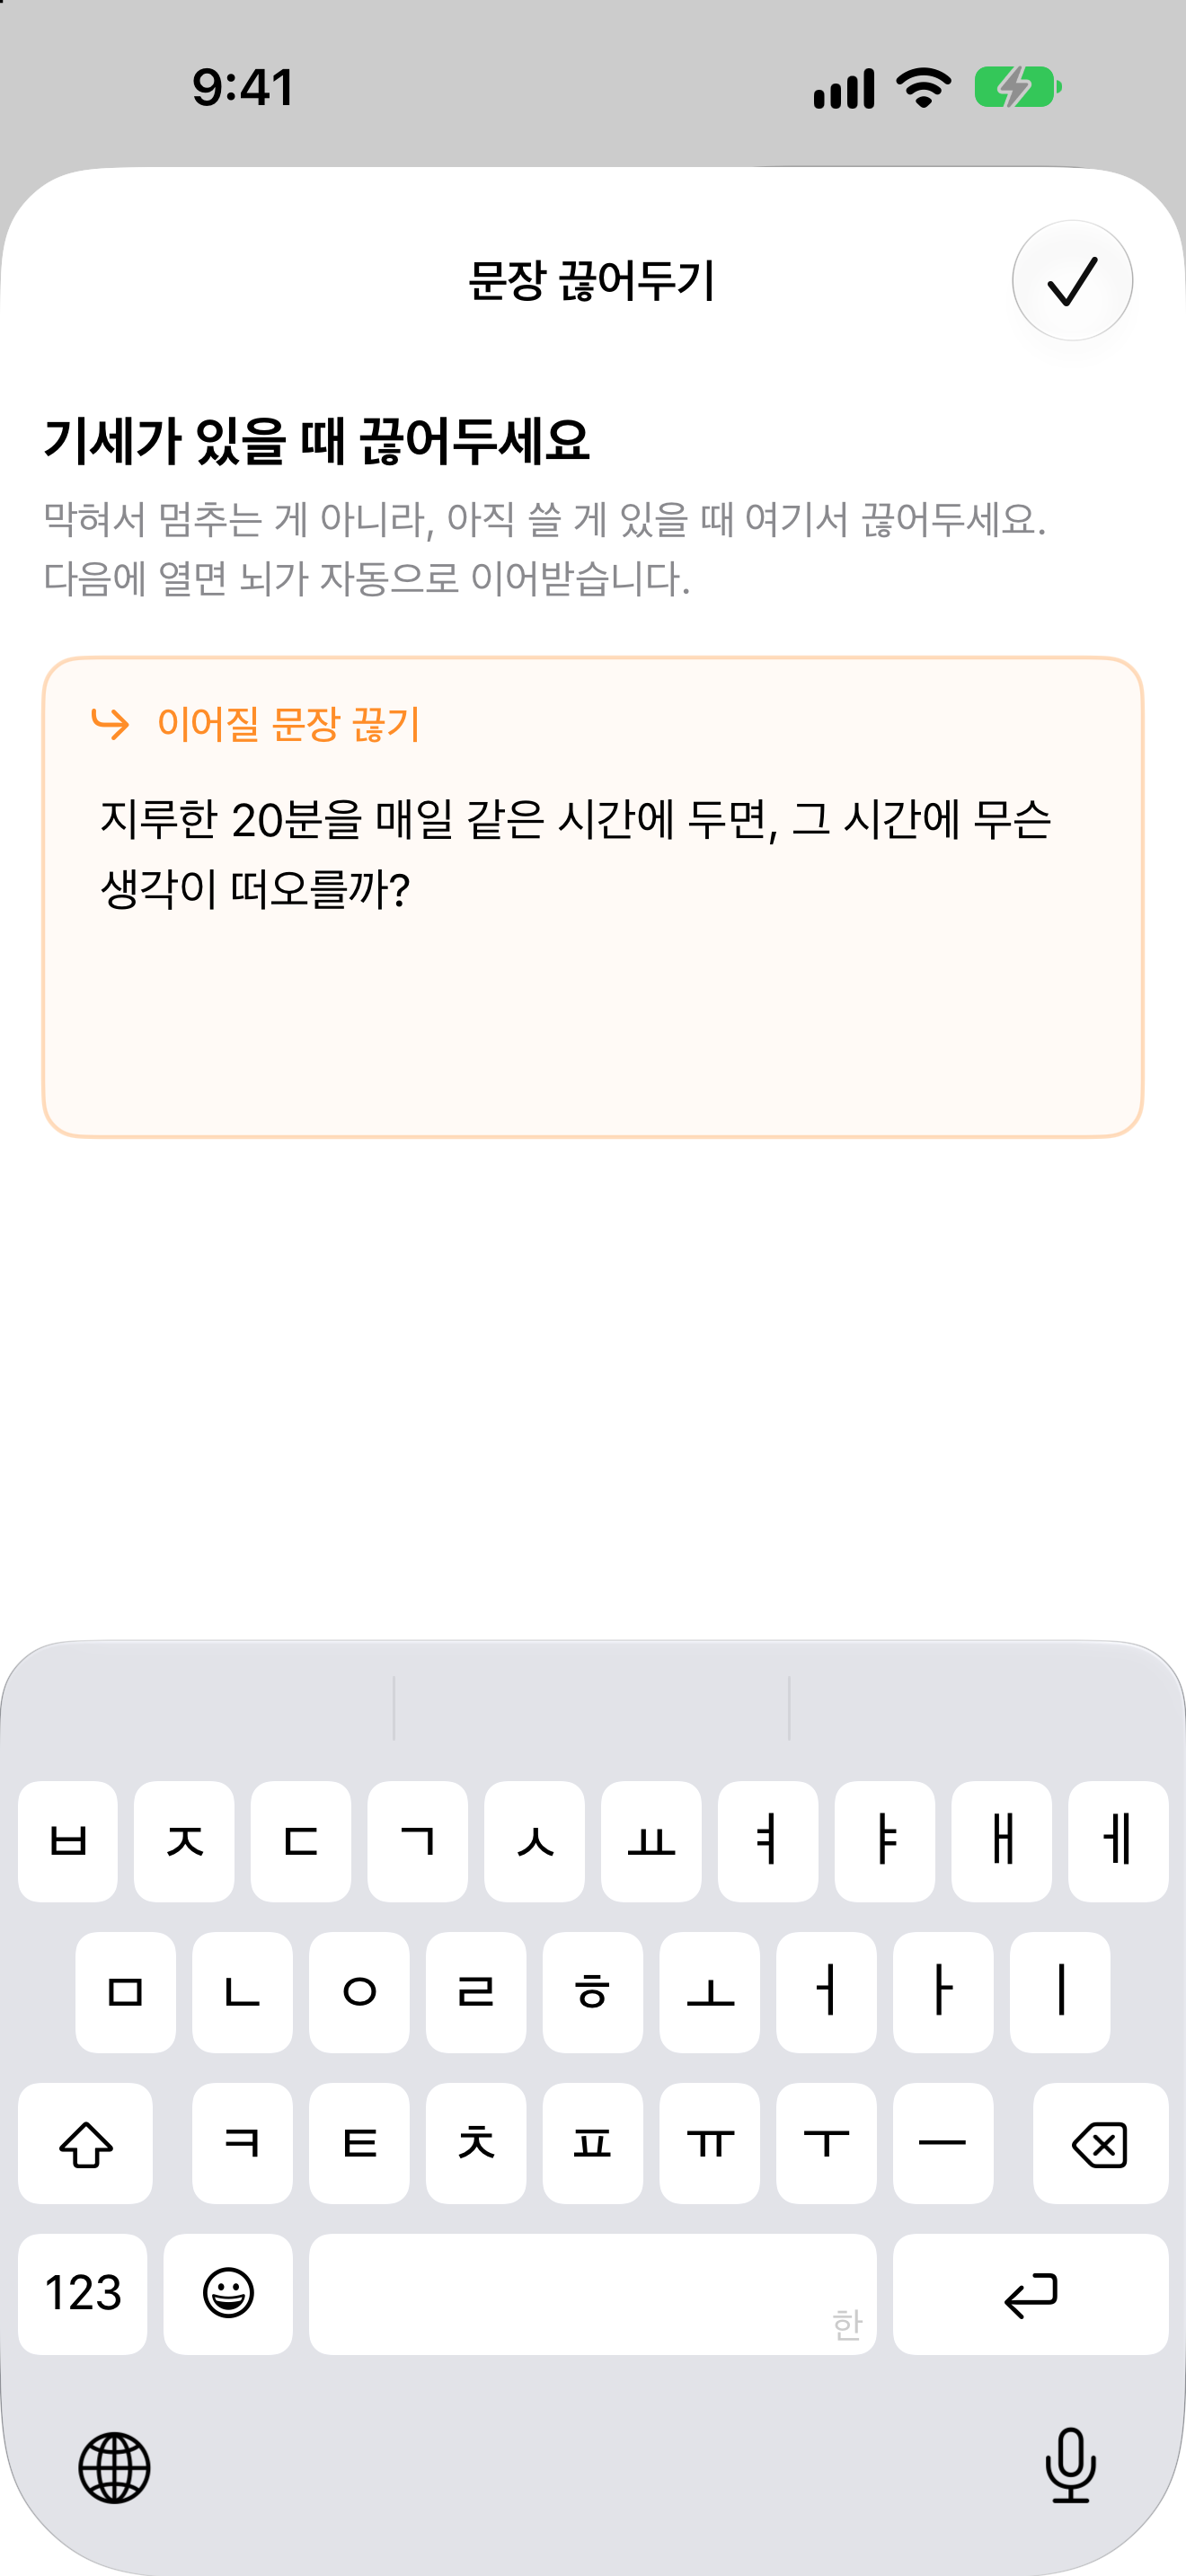 9:41
문장 끊어두기
기세가 있을 때 끊어두세요
막혀서 멈추는 게 아니라, 아직 쓸 게 있을 때 여기서 끊어두세요.
다음에 열면 뇌가 자동으로 이어받습니다.
이어질 문장 끊기
지루한 20분을 매일 같은 시간에 두면, 그 시간에 무슨
생각이 떠오를까?
ㅂ ㅈ ㄷ ㄱ ㅅ ㅛ ㅕ ㅑ ㅐ ㅔ
ㅁ ㄴ ㅇ ㄹ ㅎ ㅗ ㅓ ㅏ ㅣ
ㅋ ㅌ ㅊ ㅍ ㅠ ㅜ ㅡ
123 한